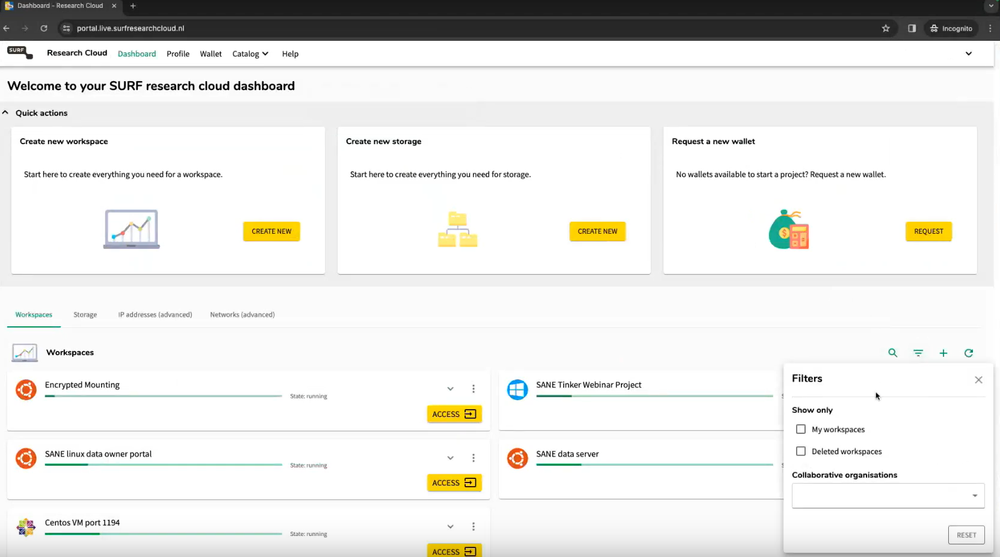 Dashboard - Research Cloud
portal.live.surfresearchcloud.nl
Incognito
SURF
Research Cloud Dashboard Profile Wallet Catalog Help
Welcome to your SURF research cloud dashboard
Quick actions
Create new workspace
Start here to create everything you need for a workspace.
CREATE NEW
Create new storage
Start here to create everything you need for storage.
CREATE NEW
Request a new wallet
No wallets available to start a project? Request a new wallet.
REQUEST
Workspaces Storage IP addresses (advanced) Networks (advanced)
Workspaces
Encrypted Mounting
State: running
ACCESS
SANE Tinker Webinar Project
SANE linux data owner portal
State: running
ACCESS
SANE data server
Centos VM port 1194
State: running
ACCESS
Filters
Show only
My workspaces
Deleted workspaces
Collaborative organisations
RESET